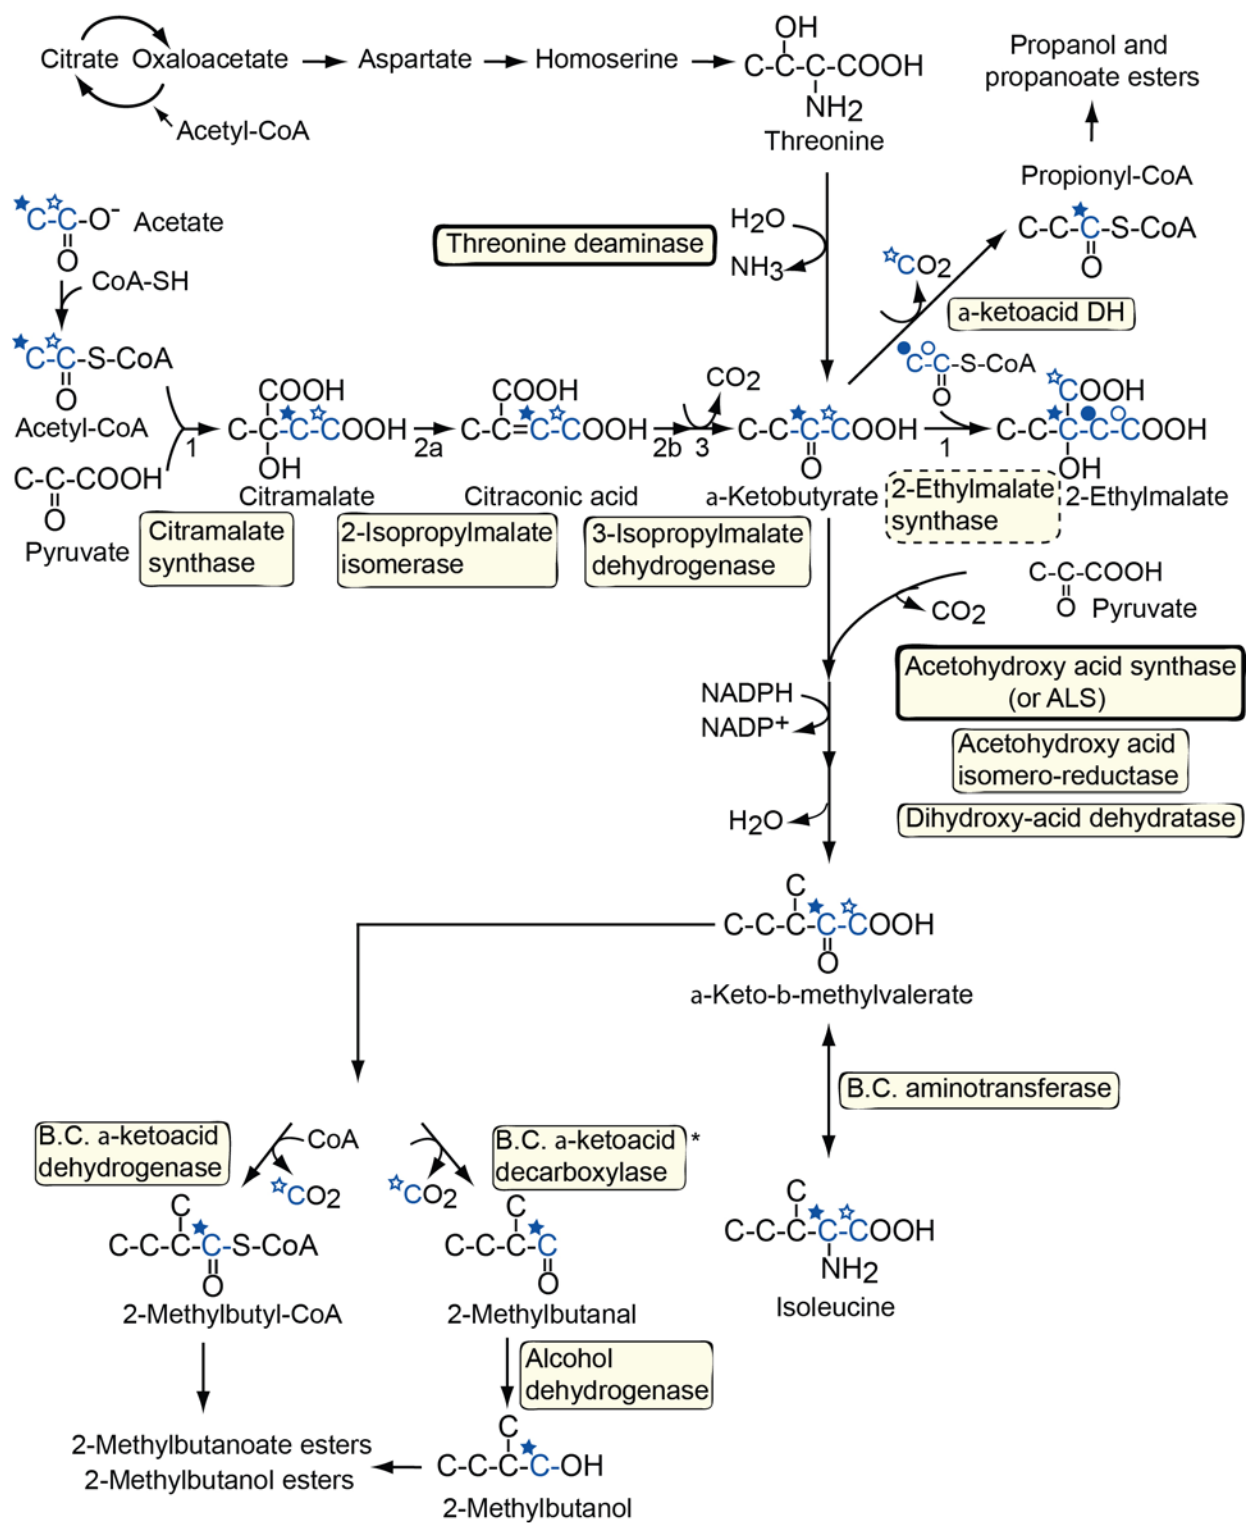 Citrate Oxaloacetate Aspartate Homoserine
OH
C-C-C-COOH
NH2
Threonine
Acetyl-CoA
Propanol and
propanoate esters
Propionyl-CoA
C-C-C-S-CoA
O
C-C-O- Acetate
O
CoA-SH
C-C-S-CoA
O
Acetyl-CoA
C-C-COOH
O
Pyruvate
Threonine deaminase
H2O
NH3
CO2
a-ketoacid DH
C-C-S-CoA
O
1
Citramalate
synthase
COOH
C-C-C-COOH
OH
Citramalate
2a
2-Isopropylmalate
isomerase
COOH
C-C=C-COOH
Citraconic acid
CO2
2b 3
3-Isopropylmalate
dehydrogenase
C-C-C-COOH
O
a-Ketobutyrate
1
2-Ethylmalate
synthase
COOH
C-C-C-C-COOH
OH
2-Ethylmalate
C-C-COOH
O Pyruvate
CO2
Acetohydroxy acid synthase
(or ALS)
NADPH
NADP+
Acetohydroxy acid
isomero-reductase
H2O
Dihydroxy-acid dehydratase
C
C-C-C-C-COOH
O
a-Keto-b-methylvalerate
B.C. aminotransferase
C
C-C-C-C-COOH
NH2
Isoleucine
B.C. a-ketoacid
dehydrogenase
CoA
CO2
C
C-C-C-C-S-CoA
O
2-Methylbutyl-CoA
B.C. a-ketoacid *
decarboxylase
CO2
C
C-C-C-C
O
2-Methylbutanal
Alcohol
dehydrogenase
C
C-C-C-C-OH
2-Methylbutanol
2-Methylbutanoate esters
2-Methylbutanol esters